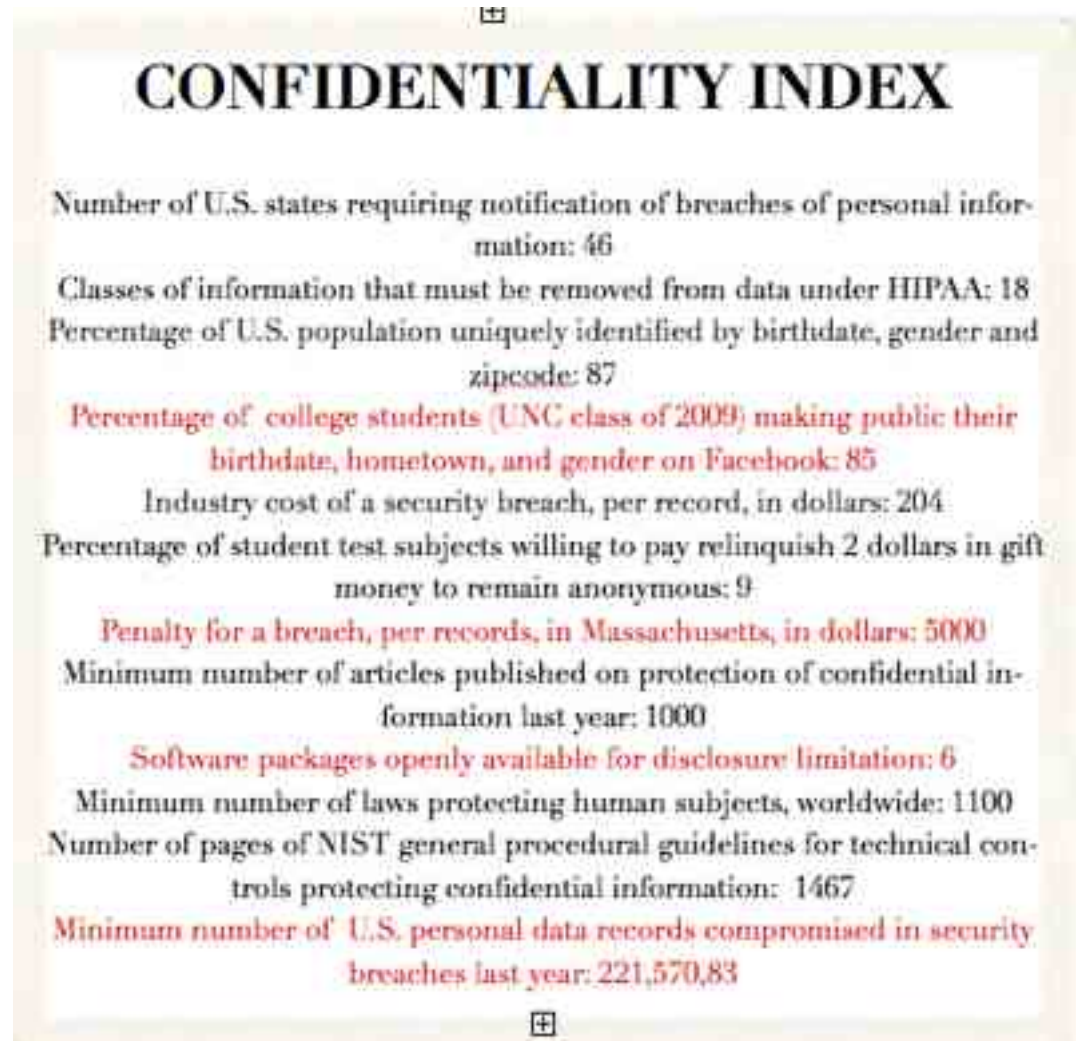 CONFIDENTIALITY INDEX
Number of U.S. states requiring notification of breaches of personal infor-
mation: 46
Classes of information that must be removed from data under HIPAA: 18
Percentage of U.S. population uniquely identified by birthdate, gender and
zipcode: 87
Percentage of college students (UNC class of 2009) making public their
birthdate, hometown, and gender on Facebook: 85
Industry cost of a security breach, per record, in dollars: 204
Percentage of student test subjects willing to pay relinquish 2 dollars in gift
money to remain anonymous: 9
Penalty for a breach, per records, in Massachusetts, in dollars: 5000
Minimum number of articles published on protection of confidential in-
formation last year: 1000
Software packages openly available for disclosure limitation: 6
Minimum number of laws protecting human subjects, worldwide: 1100
Number of pages of NIST general procedural guidelines for technical con-
trols protecting confidential information: 1467
Minimum number of U.S. personal data records compromised in security
breaches last year: 221,570,83